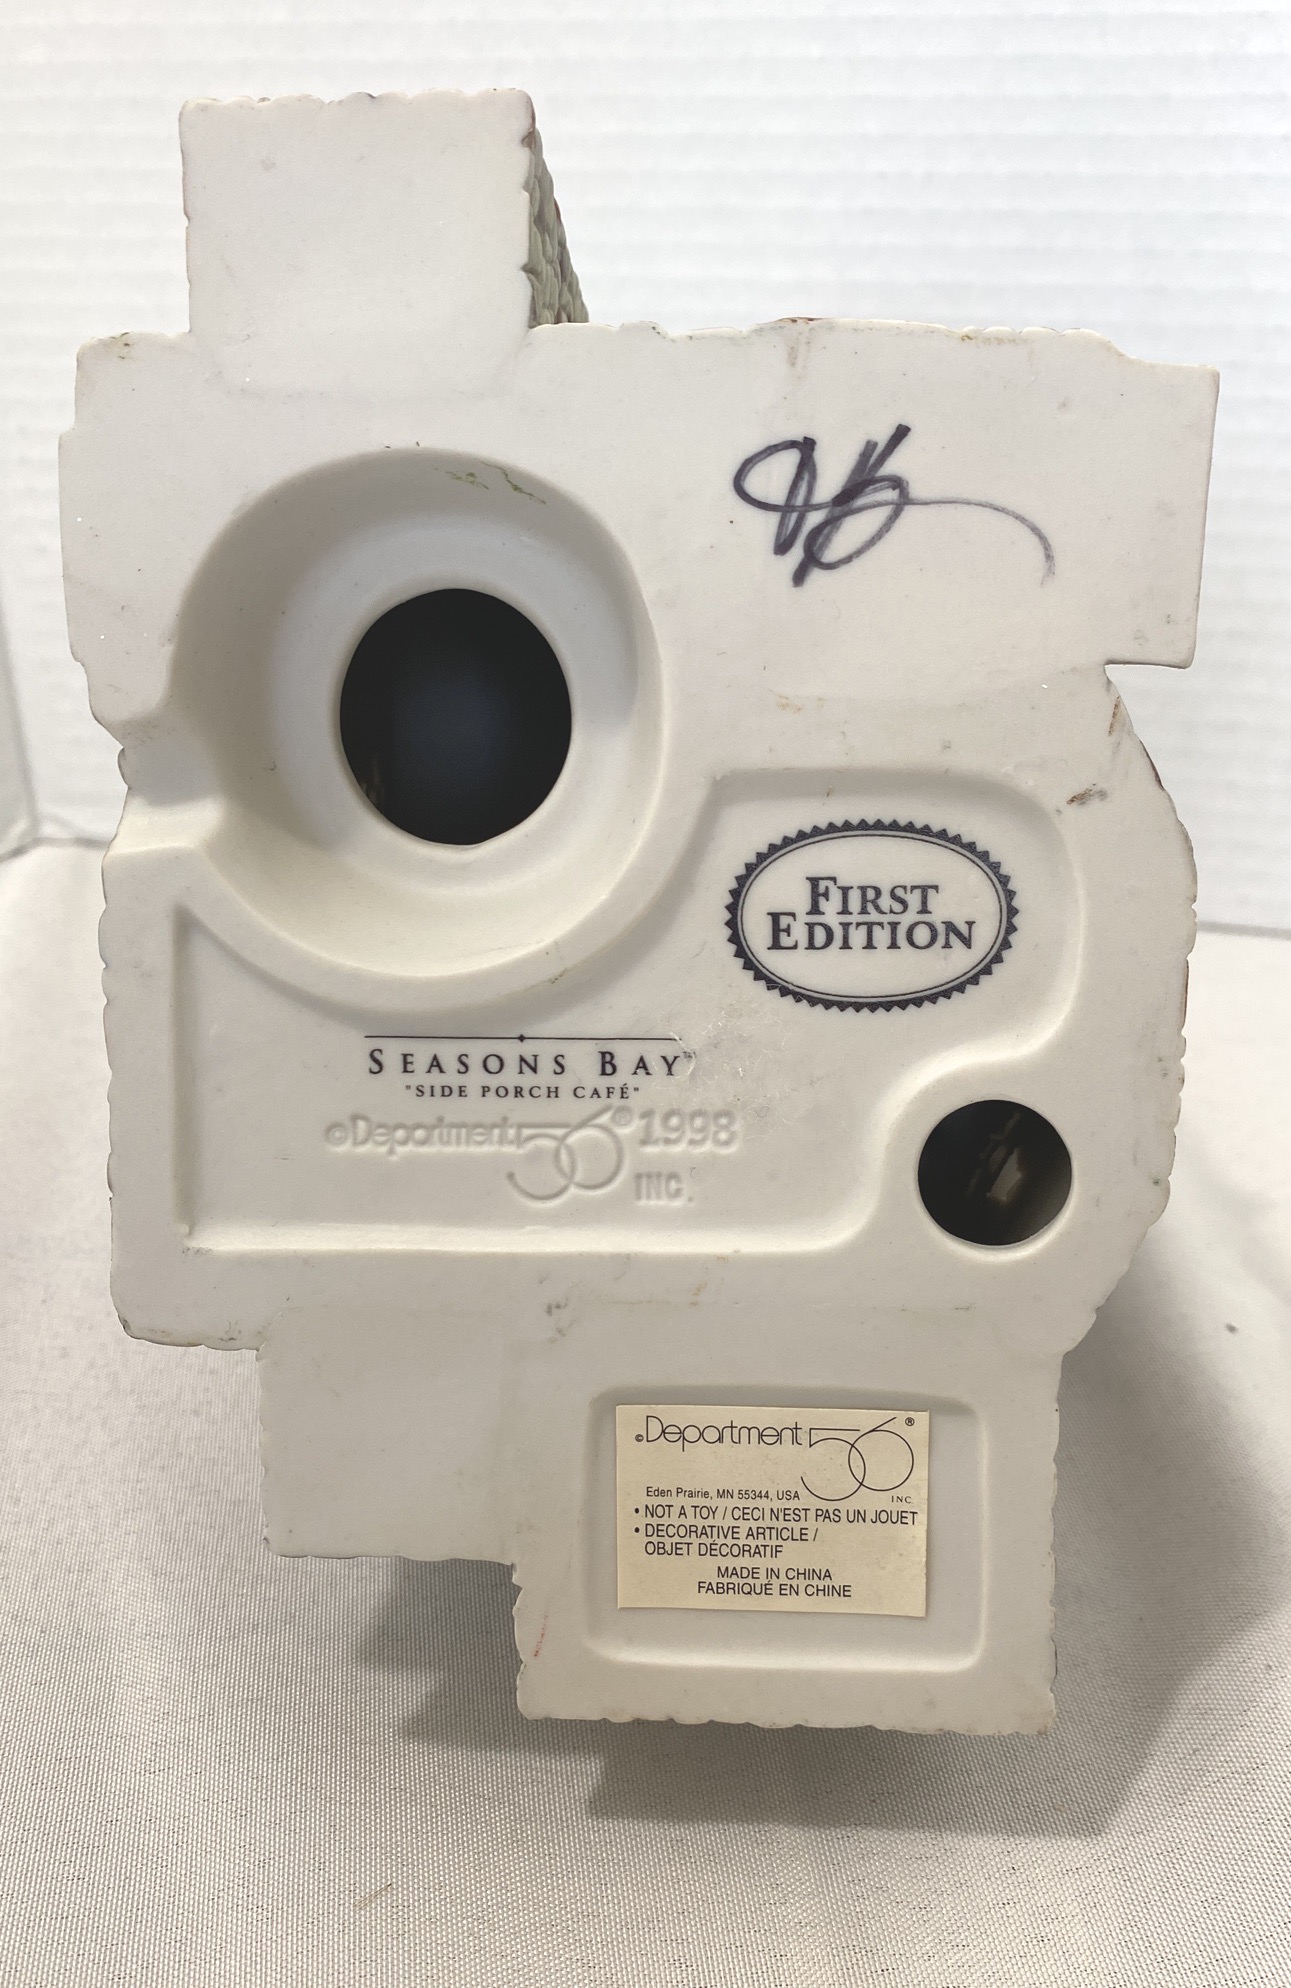 FIRST
EDITION
SEASONS BAY™
"SIDE PORCH CAFÉ"
©Department 56® 1998
INC.
©Department 56®
Eden Prairie, MN 55344, USA
INC
• NOT A TOY / CECI N'EST PAS UN JOUET
• DECORATIVE ARTICLE /
OBJET DÉCORATIF
MADE IN CHINA
FABRIQUÉ EN CHINE